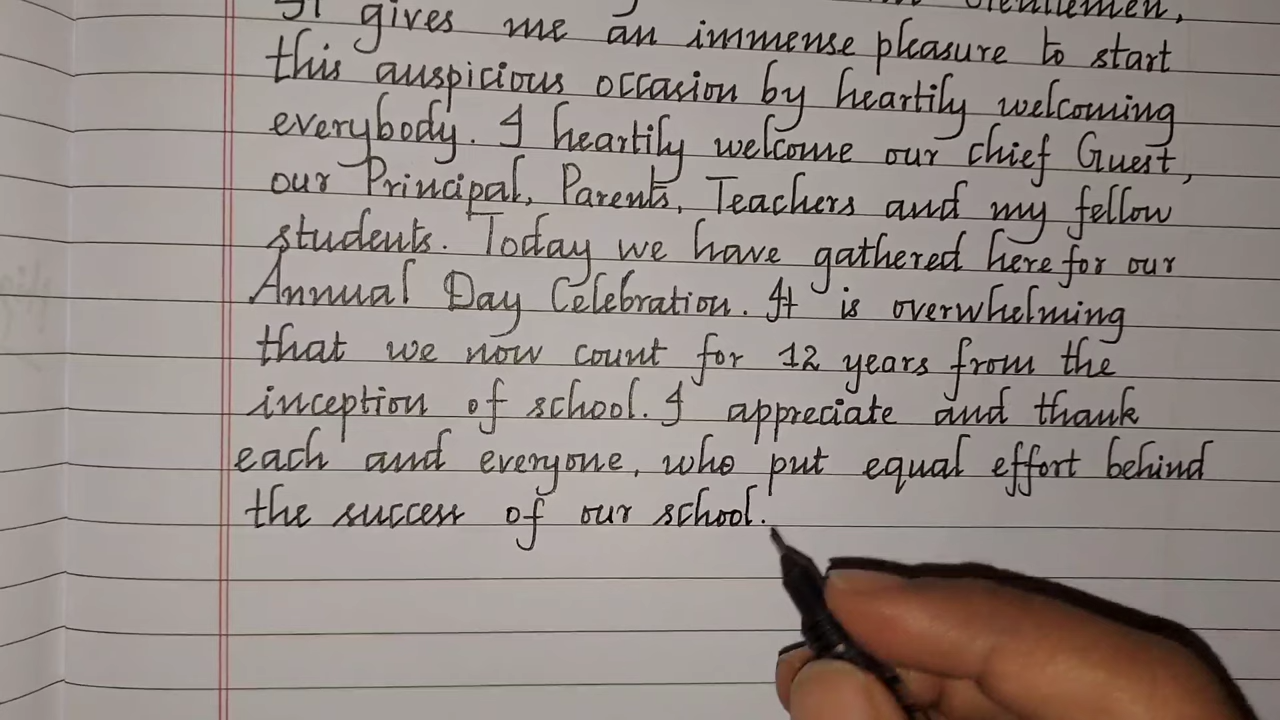 Gentlemen,
It gives me an immense pleasure to start
this auspicious occasion by heartily welcoming
everybody. I heartily welcome our chief Guest,
our Principal, Parents, Teachers and my fellow
students. Today we have gathered here for our
Annual Day Celebration. It is overwhelming
that we now count for 12 years from the
inception of school. I appreciate and thank
each and everyone, who put equal effort behind
the success of our school.